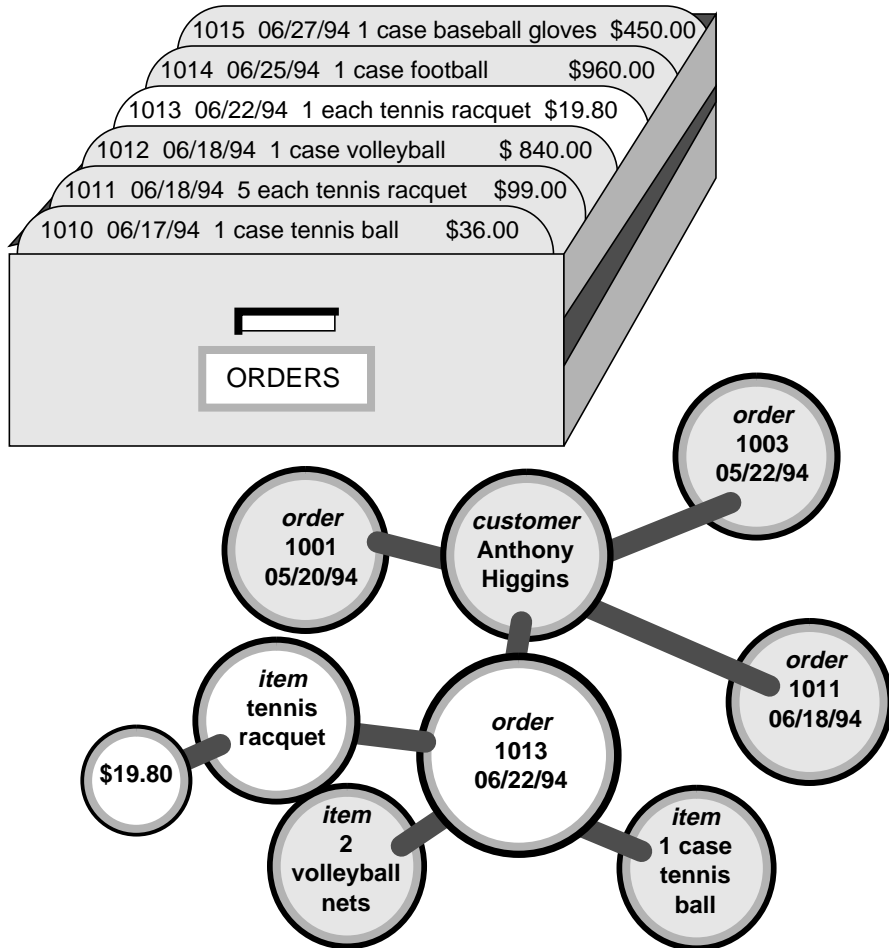 1015 06/27/94 1 case baseball gloves $450.00
1014 06/25/94 1 case football $960.00
1013 06/22/94 1 each tennis racquet $19.80
1012 06/18/94 1 case volleyball $ 840.00
1011 06/18/94 5 each tennis racquet $99.00
1010 06/17/94 1 case tennis ball $36.00
ORDERS
order
1003
05/22/94
order
1001
05/20/94
customer
Anthony
Higgins
order
1011
06/18/94
item
tennis
racquet
order
1013
06/22/94
$19.80
item
2
volleyball
nets
item
1 case
tennis
ball